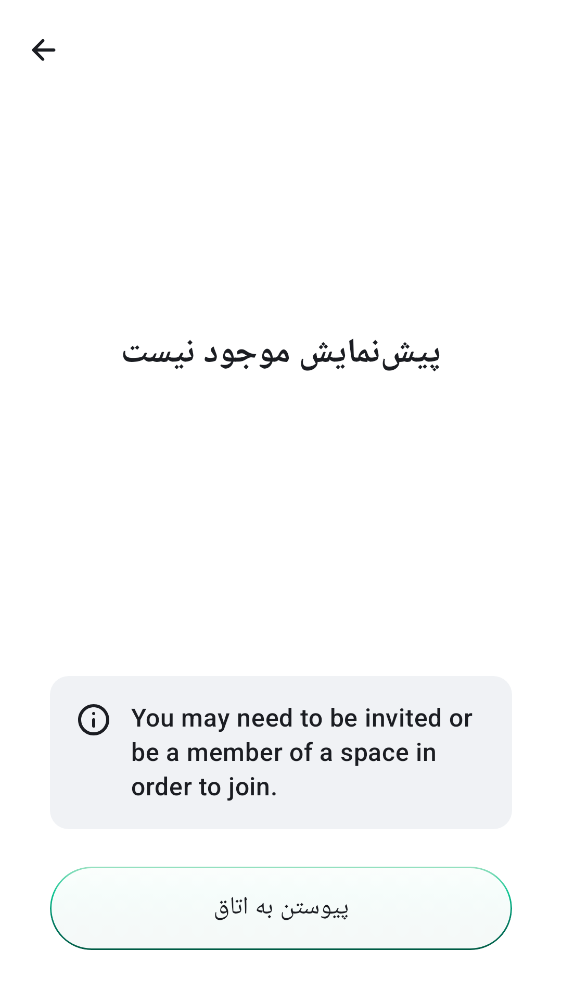 پیش‌نمایش موجود نیست
You may need to be invited or
be a member of a space in
order to join.
پیوستن به اتاق